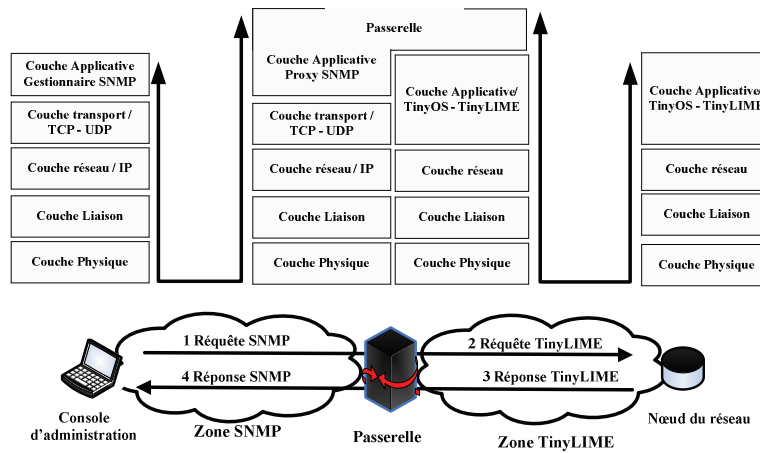 Passerelle
Couche Applicative
Gestionnaire SNMP
Couche transport /
TCP - UDP
Couche réseau / IP
Couche Liaison
Couche Physique
Couche Applicative
Proxy SNMP
Couche transport /
TCP - UDP
Couche réseau / IP
Couche Liaison
Couche Physique
Couche Applicative/
TinyOS - TinyLIME
Couche réseau
Couche Liaison
Couche Physique
Couche Applicative/
TinyOS - TinyLIME
Couche réseau
Couche Liaison
Couche Physique
1 Réquête SNMP
2 Réquête TinyLIME
4 Réponse SNMP
3 Réponse TinyLIME
Console
d'administration
Zone SNMP
Passerelle
Zone TinyLIME
Nœud du réseau